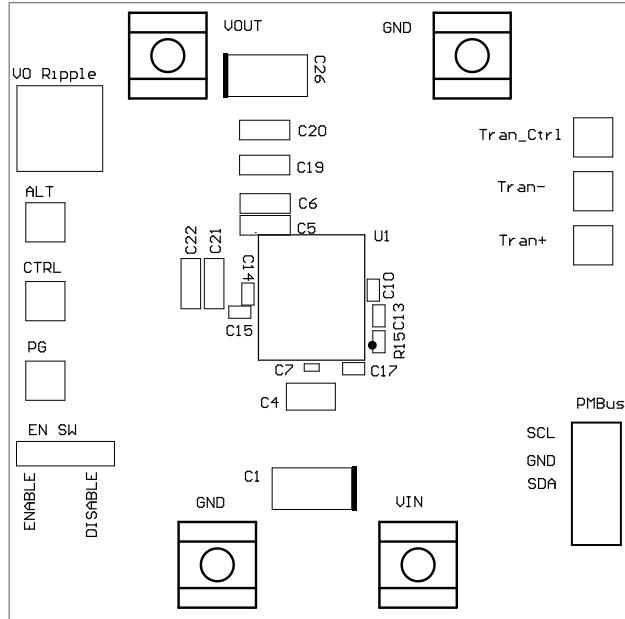 VOUT
GND
VO Ripple
C26
C20
Tran_Ctrl
C19
ALT
Tran-
C6
C5
U1
Tran+
C22
C21
CTRL
C14
C10
C15
C13
R15
PG
C7
C17
C4
PMBus
EN SW
SCL
GND
SDA
C1
ENABLE
DISABLE
GND
VIN